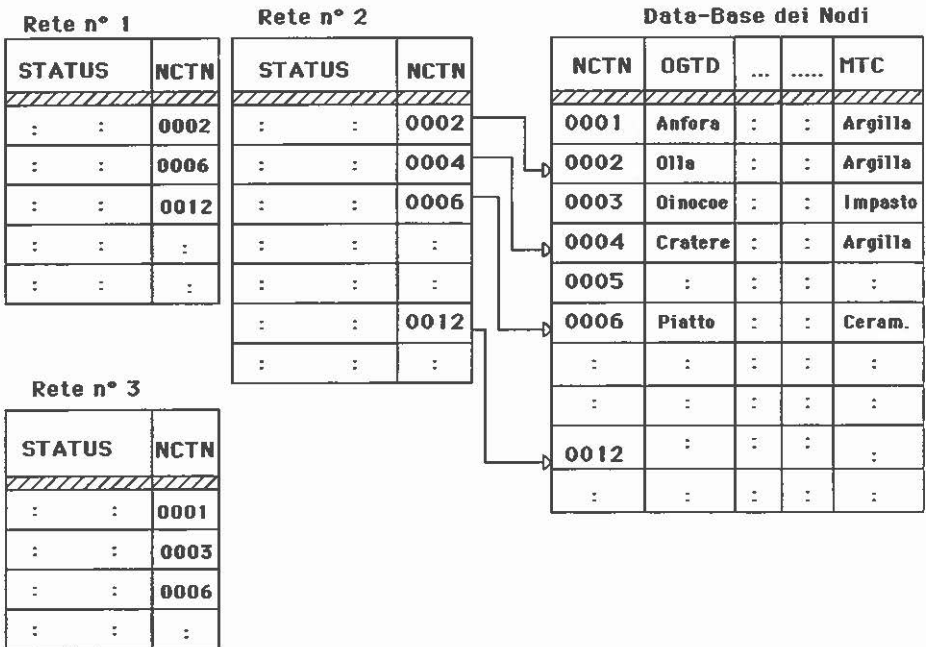 Rete n° 1
STATUS NCTN
: : 0002
: : 0006
: : 0012
: : :
: : :
Rete n° 2
STATUS NCTN
: : 0002
: : 0004
: : 0006
: : :
: : :
: : 0012
: : :
Data-Base dei Nodi
NCTN OGTD ... ..... MTC
0001 Anfora : : Argilla
0002 Olla : : Argilla
0003 Oinocoe : : Impasto
0004 Cratere : : Argilla
0005 : : : :
0006 Piatto : : Ceram.
: : : : :
: : : : :
0012 : : : :
: : : : :
Rete n° 3
STATUS NCTN
: : 0001
: : 0003
: : 0006
: : :